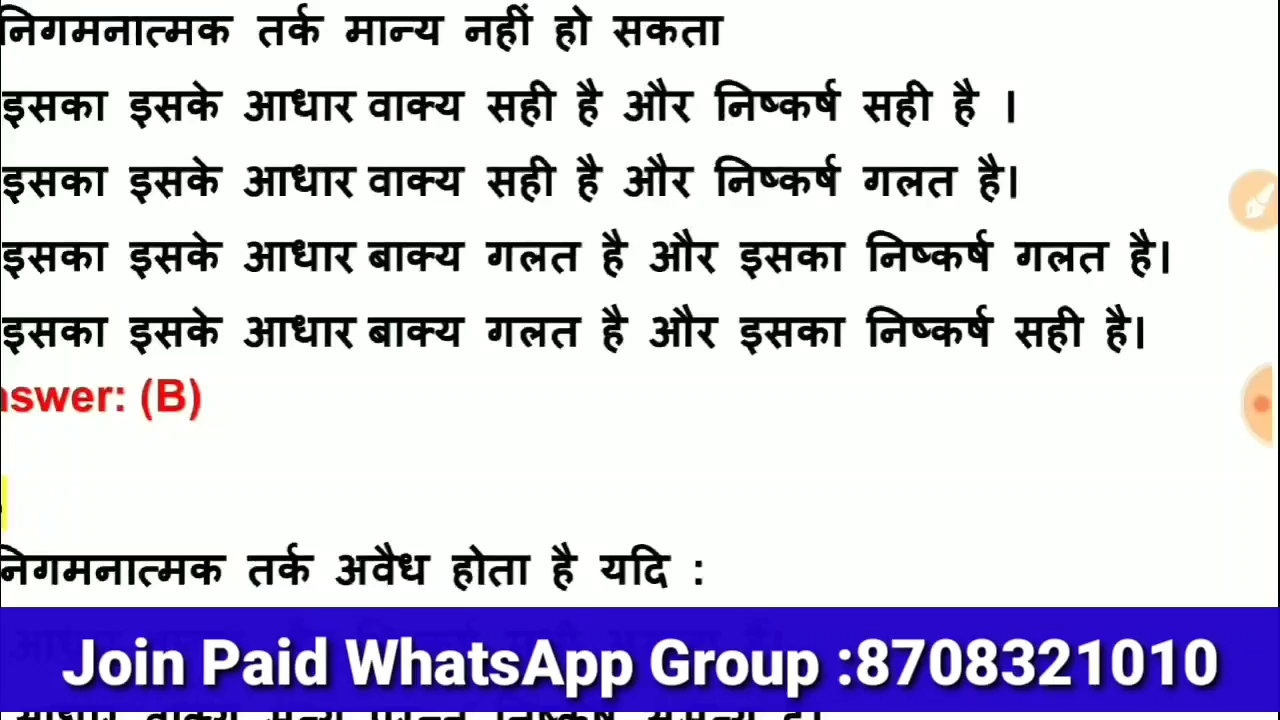 निगमनात्मक तर्क मान्य नहीं हो सकता
इसका इसके आधार वाक्य सही है और निष्कर्ष सही है ।
इसका इसके आधार वाक्य सही है और निष्कर्ष गलत है।
इसका इसके आधार बाक्य गलत है और इसका निष्कर्ष गलत है।
इसका इसके आधार बाक्य गलत है और इसका निष्कर्ष सही है।
nswer: (B)
निगमनात्मक तर्क अवैध होता है यदि :
Join Paid WhatsApp Group :8708321010